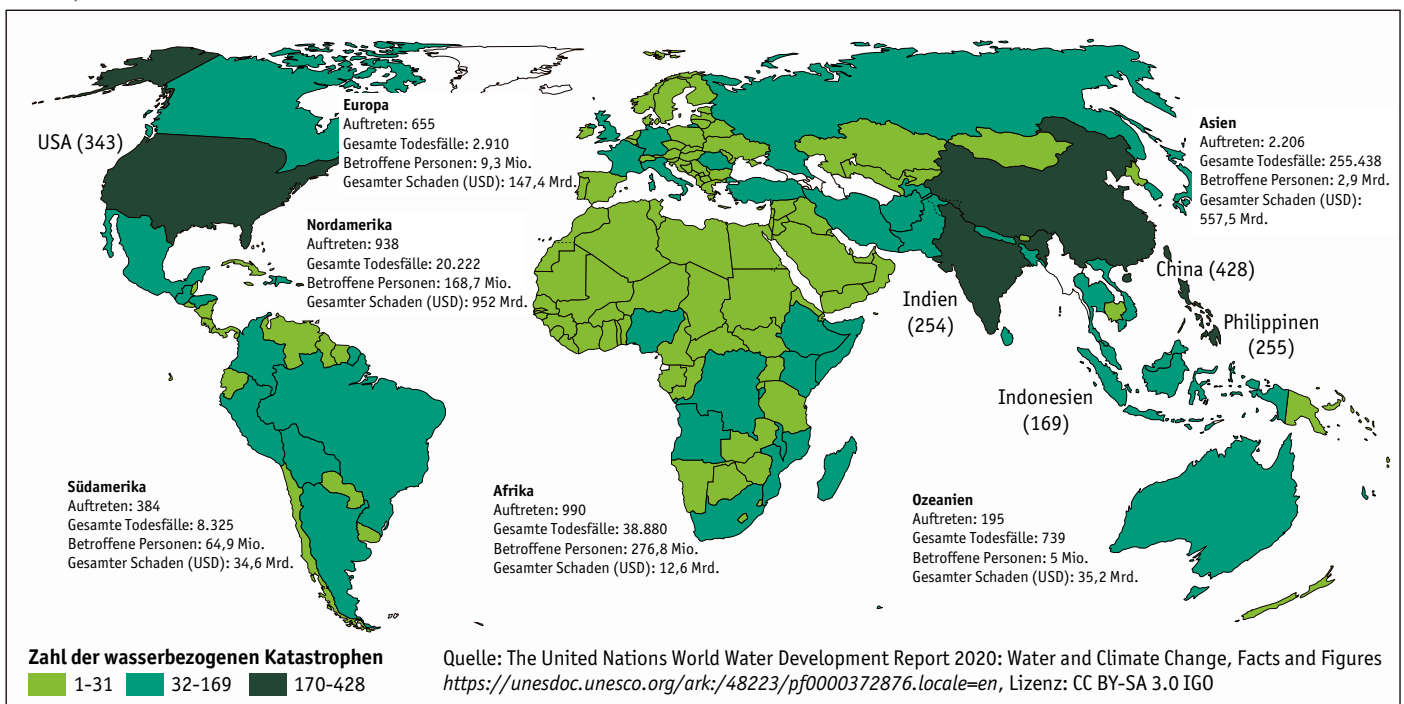 Europa
Auftreten: 655
Gesamte Todesfälle: 2.910
Betroffene Personen: 9,3 Mio.
Gesamter Schaden (USD): 147,4 Mrd.
USA (343)
Asien
Auftreten: 2.206
Gesamte Todesfälle: 255.438
Betroffene Personen: 2,9 Mrd.
Gesamter Schaden (USD):
557,5 Mrd.
Nordamerika
Auftreten: 938
Gesamte Todesfälle: 20.222
Betroffene Personen: 168,7 Mio.
Gesamter Schaden (USD): 952 Mrd.
China (428)
Indien
(254)
Philippinen
(255)
Indonesien
(169)
Südamerika
Auftreten: 384
Gesamte Todesfälle: 8.325
Betroffene Personen: 64,9 Mio.
Gesamter Schaden (USD): 34,6 Mrd.
Afrika
Auftreten: 990
Gesamte Todesfälle: 38.880
Betroffene Personen: 276,8 Mio.
Gesamter Schaden (USD): 12,6 Mrd.
Ozeanien
Auftreten: 195
Gesamte Todesfälle: 739
Betroffene Personen: 5 Mio.
Gesamter Schaden (USD): 35,2 Mrd.
Zahl der wasserbezogenen Katastrophen
1-31 32-169 170-428
Quelle: The United Nations World Water Development Report 2020: Water and Climate Change, Facts and Figures
https://unesdoc.unesco.org/ark:/48223/pf0000372876.locale=en, Lizenz: CC BY-SA 3.0 IGO